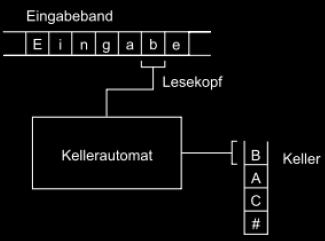 Eingabeband
E i n g a b e
Lesekopf
Kellerautomat
B
Keller
A
C
#